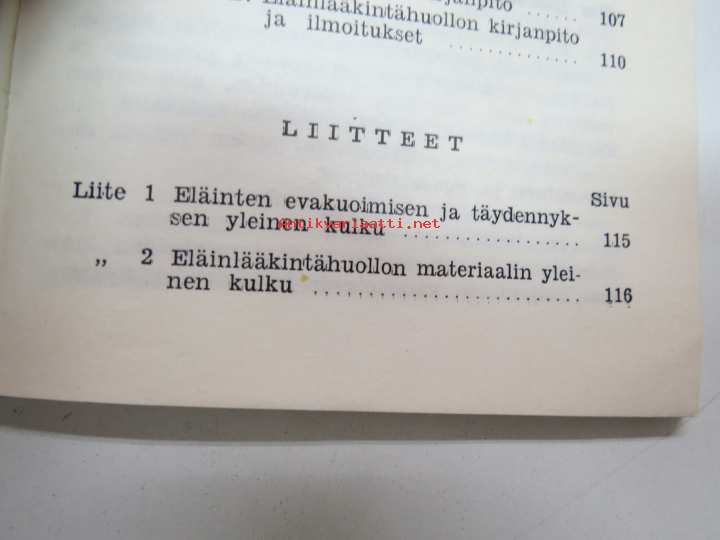 kirjanpito ...... 107
Eläinlääkintähuollon kirjanpito
ja ilmoitukset .............. 110
LIITTEET
Sivu
Liite 1 Eläinten evakuoimisen ja täydennyk-
sen yleinen kulku .................. 115
„ 2 Eläinlääkintähuollon materiaalin ylei-
nen kulku ........................... 116
antikvariaatti.net